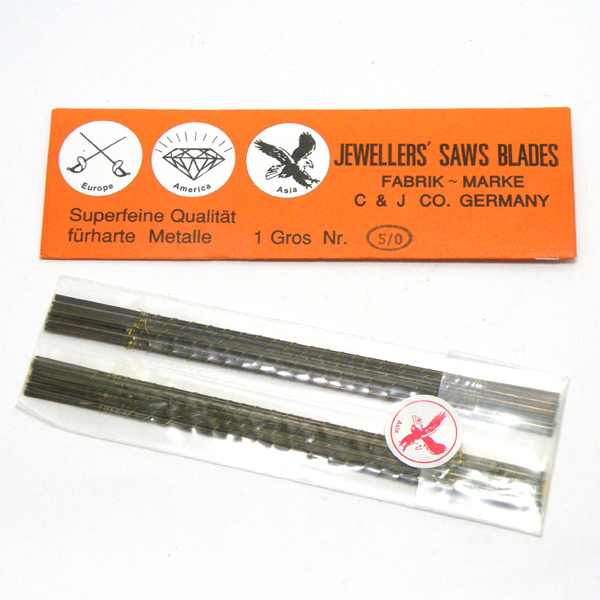 Europe
America
Asia
JEWELLERS' SAWS BLADES
FABRIK ~ MARKE
C & J CO. GERMANY
Superfeine Qualität
fürharte Metalle
1 Gros Nr. 5/0
Asia